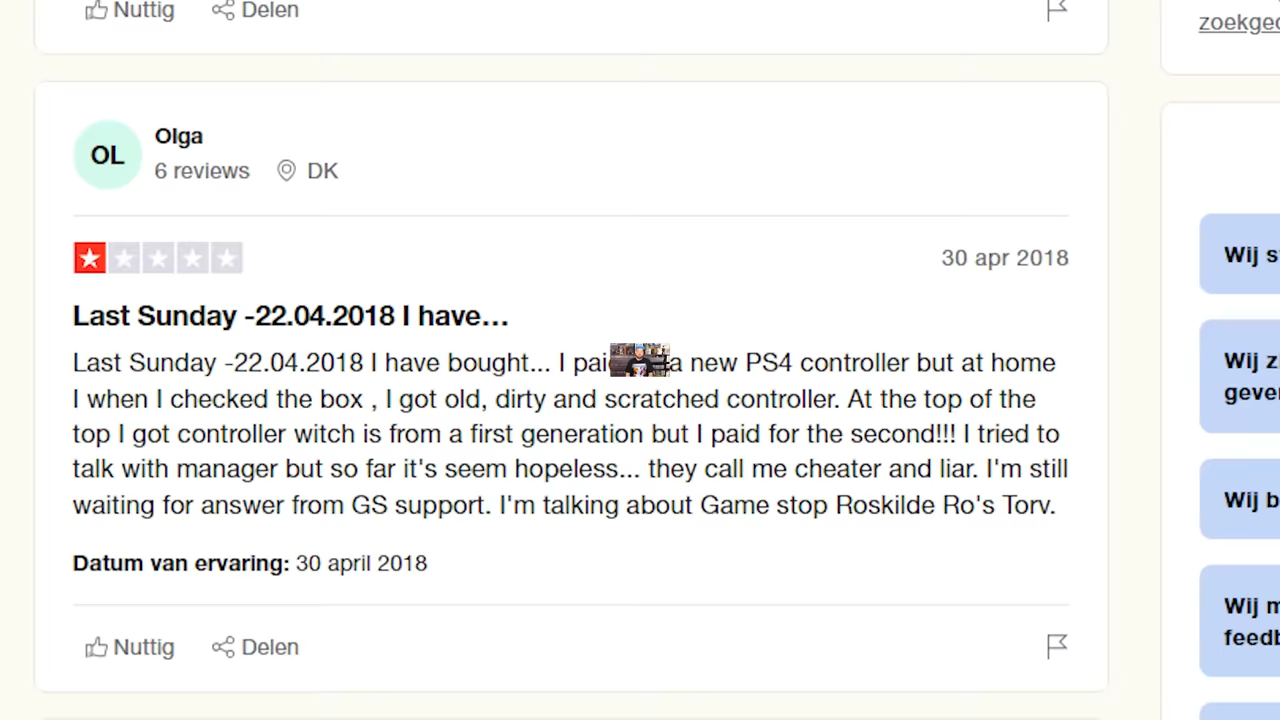 Nuttig Delen
OL
Olga
6 reviews DK
30 apr 2018
Last Sunday -22.04.2018 I have…
Last Sunday -22.04.2018 I have bought... I a new PS4 controller but at home
I when I checked the box , I got old, dirty and scratched controller. At the top of the
top I got controller witch is from a first generation but I paid for the second!!! I tried to
talk with manager but so far it's seem hopeless... they call me cheater and liar. I'm still
waiting for answer from GS support. I'm talking about Game stop Roskilde Ro's Torv.
Datum van ervaring: 30 april 2018
Nuttig Delen
Wij
Wij
Wij
Wij